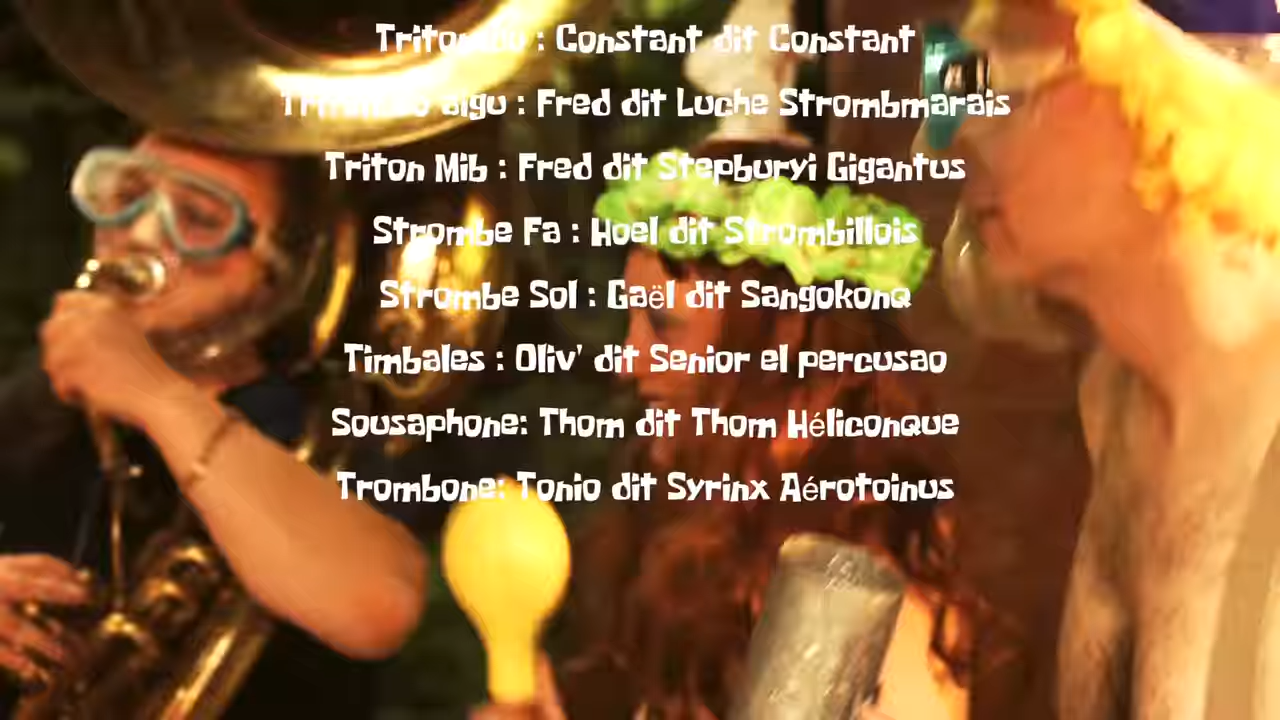 : Constant dit Constant
aigu : Fred dit Luche Strombmarais
Triton Mib : Fred dit Stepburyi Gigantus
Strombe Fa : Hoel dit Strombillois
Strombe Sol : Gaël dit Sangokonq
Timbales : Oliv' dit Senior el percusao
Sousaphone: Thom dit Thom Héliconque
Trombone: Tonio dit Syrinx Aérotoinus